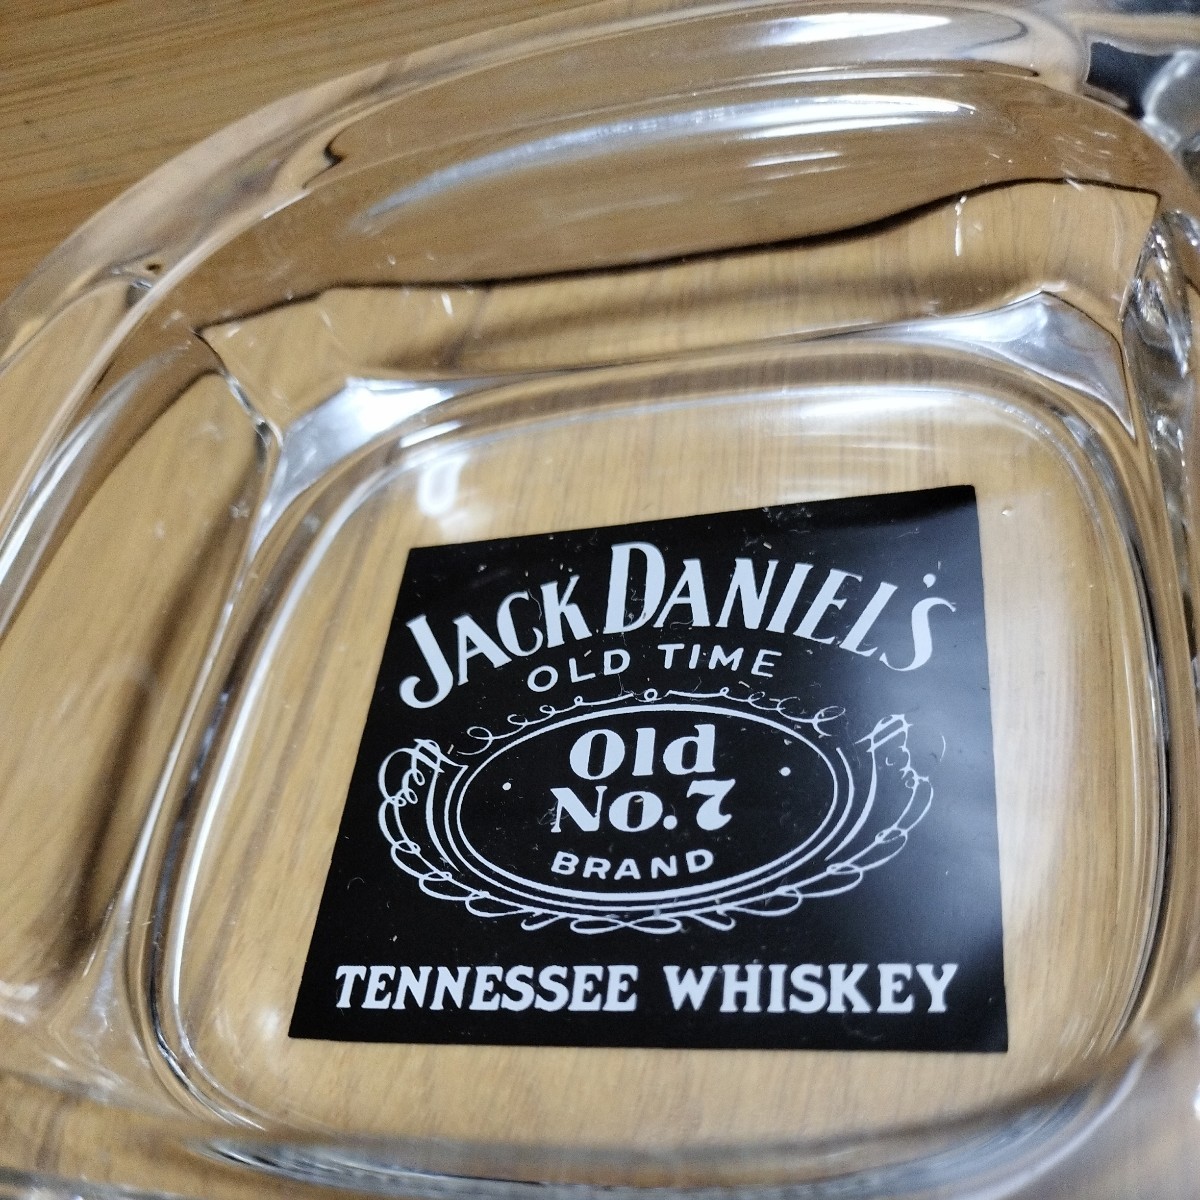 JACK DANIEL'S
OLD TIME
Old
No.7
BRAND
TENNESSEE WHISKEY